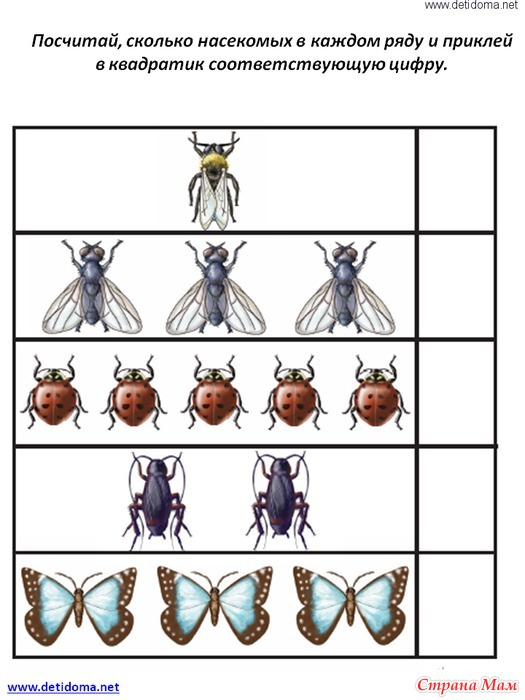 www.detidoma.net
Посчитай, сколько насекомых в каждом ряду и приклей
в квадратик соответствующую цифру.
www.detidoma.net
Страна Мам